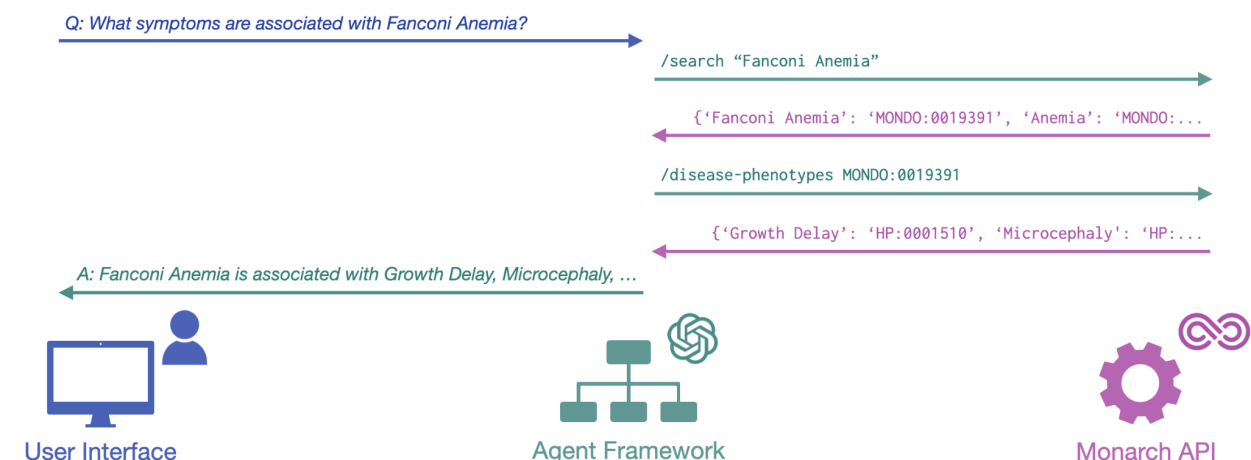 Q: What symptoms are associated with Fanconi Anemia?
/search “Fanconi Anemia”
{‘Fanconi Anemia’: ‘MONDO:0019391’, ‘Anemia’: ‘MONDO:...
/disease-phenotypes MONDO:0019391
{‘Growth Delay’: ‘HP:0001510’, ‘Microcephaly': ‘HP:...
A: Fanconi Anemia is associated with Growth Delay, Microcephaly, ...
User Interface
Agent Framework
Monarch API